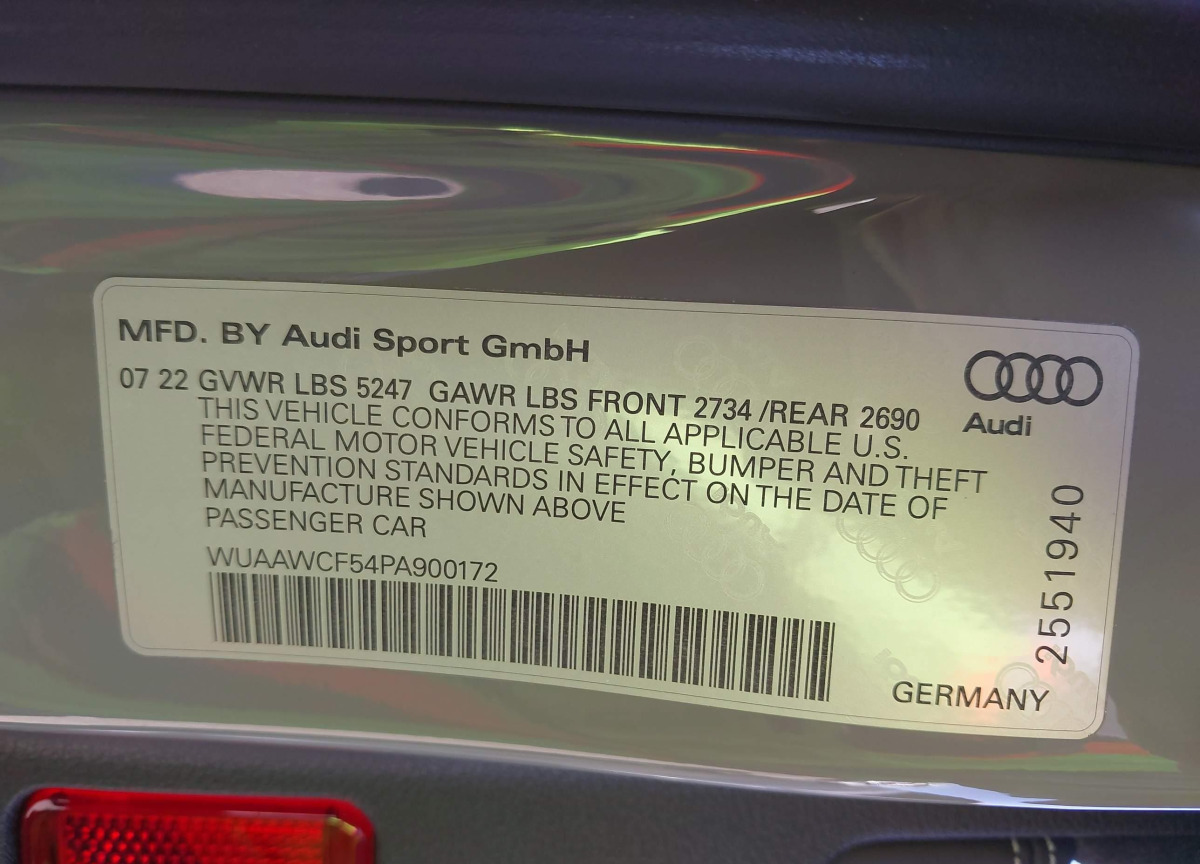 MFD. BY Audi Sport GmbH
07 22 GVWR LBS 5247 GAWR LBS FRONT 2734 /REAR 2690
THIS VEHICLE CONFORMS TO ALL APPLICABLE U.S.
FEDERAL MOTOR VEHICLE SAFETY, BUMPER AND THEFT
PREVENTION STANDARDS IN EFFECT ON THE DATE OF
MANUFACTURE SHOWN ABOVE
PASSENGER CAR
WUAAWCF54PA900172
Audi
2551940
GERMANY